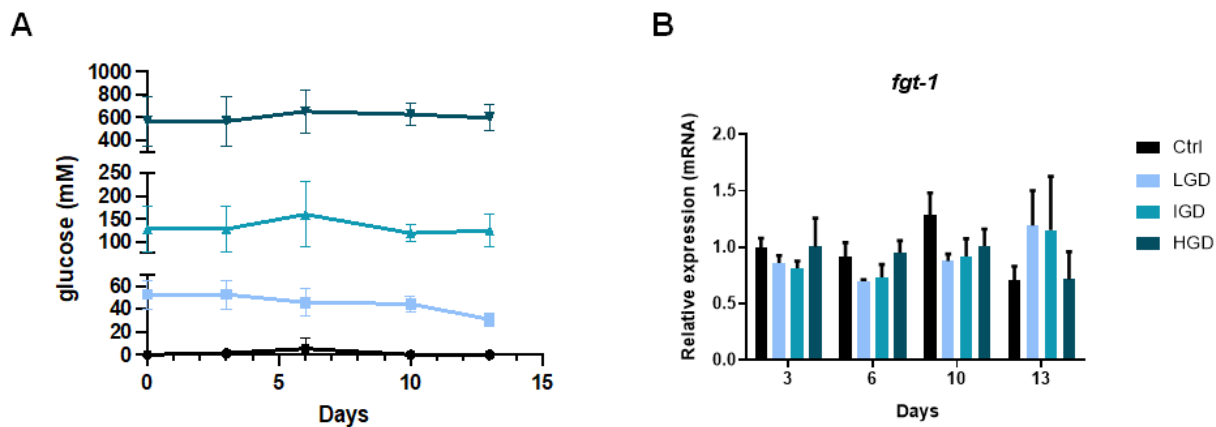 A
glucose (mM)
1000
800
600
400
250
200
150
100
60
40
20
0
0
5
10
15
Days
B
fgt-1
Relative expression (mRNA)
2.0
1.5
1.0
0.5
0.0
3
6
10
13
Days
Ctrl
LGD
IGD
HGD